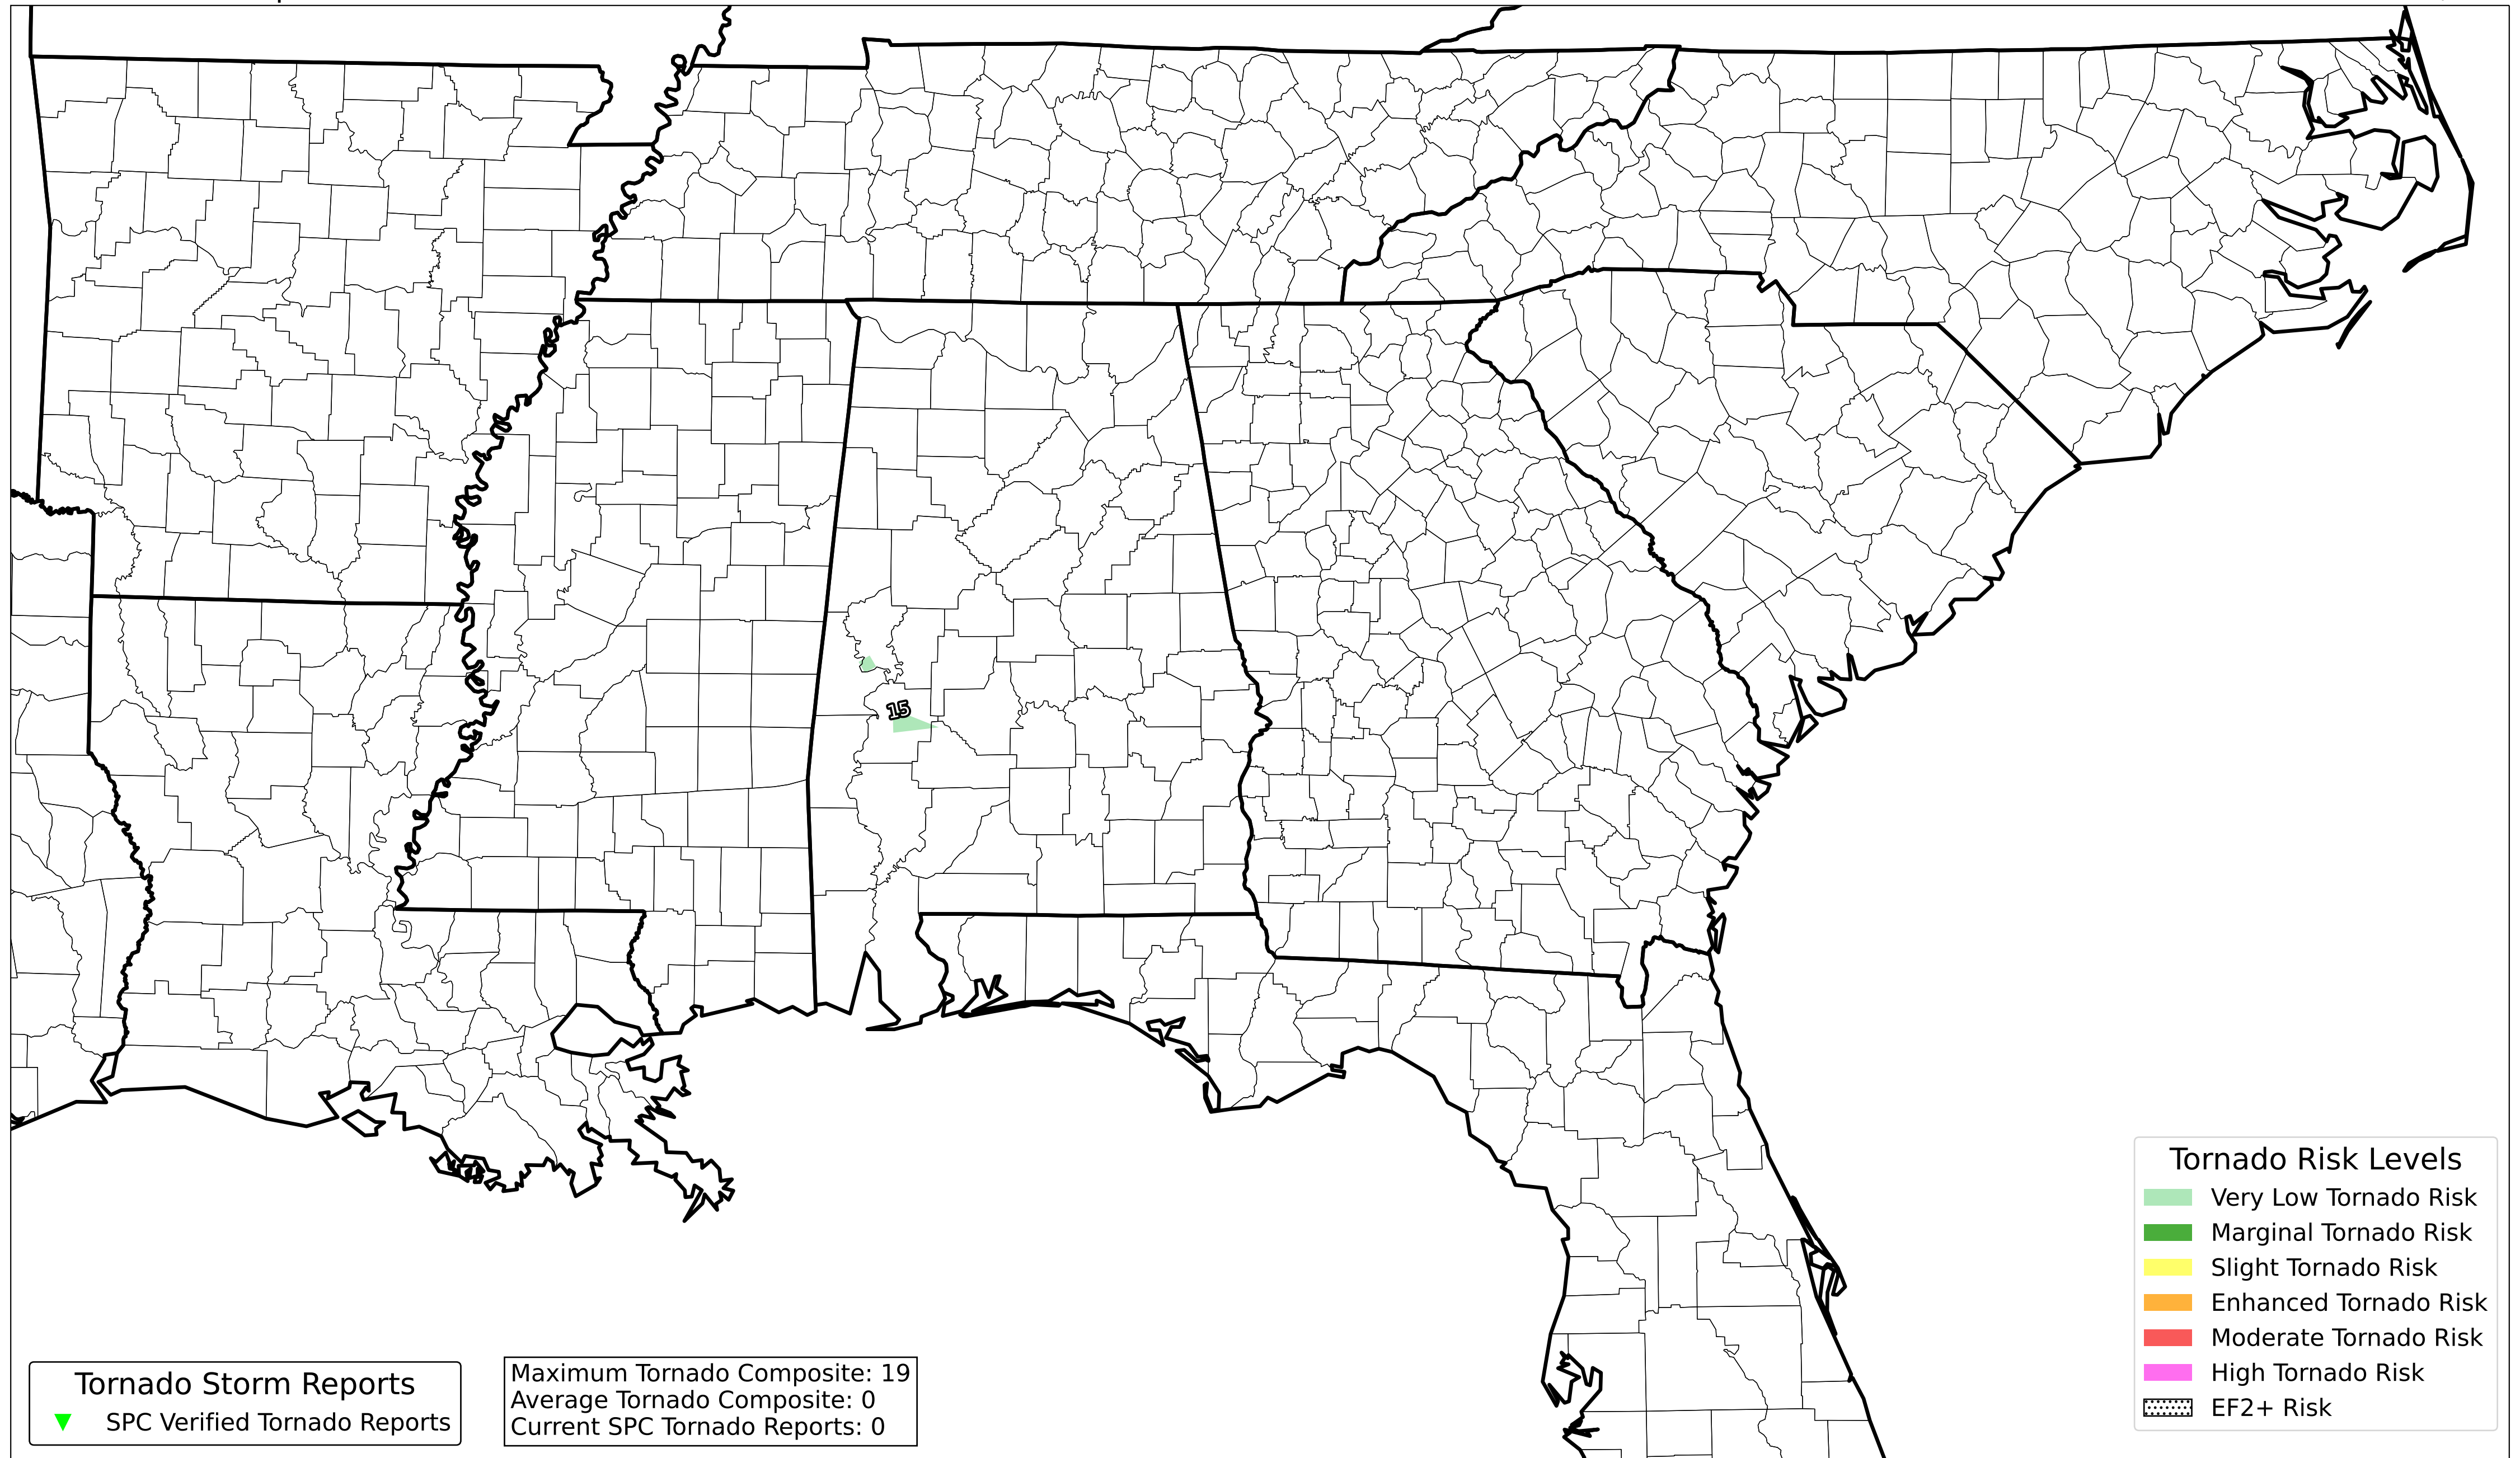 15
Tornado Risk Levels
Very Low Tornado Risk
Marginal Tornado Risk
Slight Tornado Risk
Enhanced Tornado Risk
Moderate Tornado Risk
High Tornado Risk
EF2+ Risk
Tornado Storm Reports
SPC Verified Tornado Reports
Maximum Tornado Composite: 19
Average Tornado Composite: 0
Current SPC Tornado Reports: 0